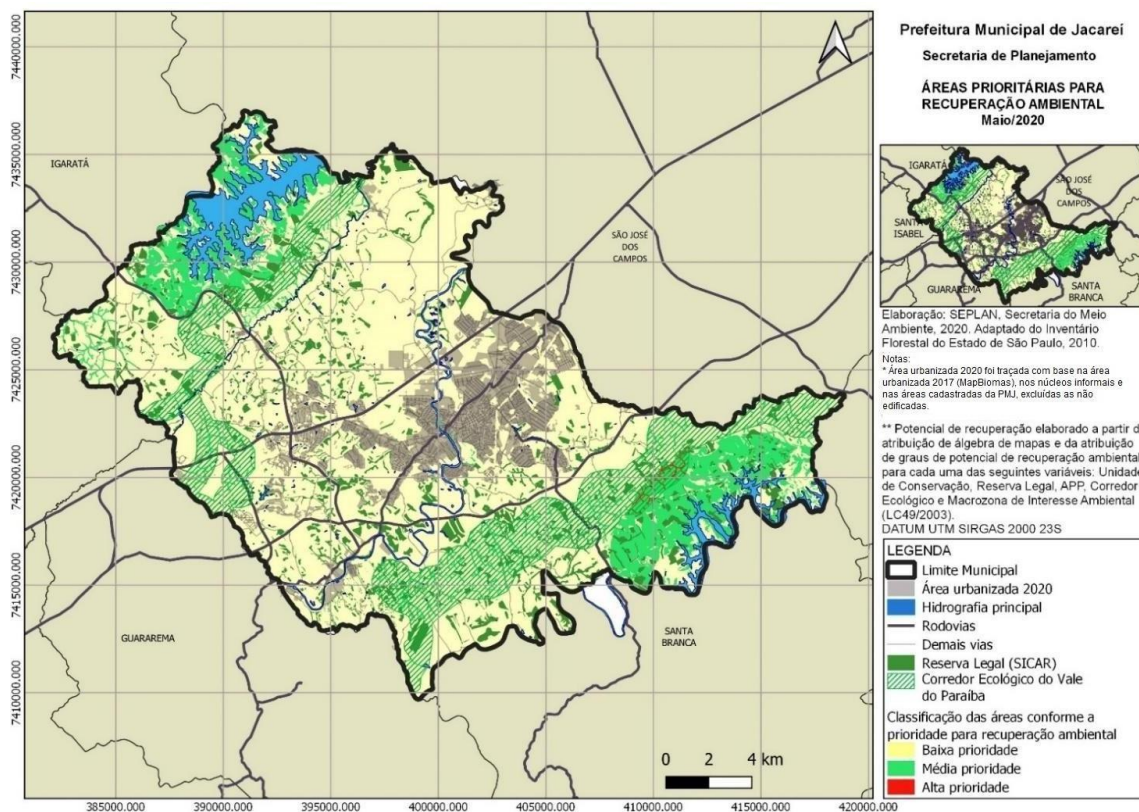 Prefeitura Municipal de Jacareí
Secretaria de Planejamento
ÁREAS PRIORITÁRIAS PARA
RECUPERAÇÃO AMBIENTAL
Maio/2020
IGARATÁ
SÃO JOSÉ
DOS
CAMPOS
SANTA
ISABEL
GUARAREMA
SANTA
BRANCA
Elaboração: SEPLAN, Secretaria do Meio
Ambiente, 2020. Adaptado do Inventário
Florestal do Estado de São Paulo, 2010.
Notas:
* Área urbanizada 2020 foi traçada com base na área
urbanizada 2017 (MapBiomas), nos núcleos informais e
nas áreas cadastradas da PMJ, excluídas as não
edificadas.
** Potencial de recuperação elaborado a partir d
atribuição de álgebra de mapas e da atribuição
de graus de potencial de recuperação ambiental
para cada uma das seguintes variáveis: Unidade
de Conservação, Reserva Legal, APP, Corredor
Ecológico e Macrozona de Interesse Ambiental
(LC49/2003).
DATUM UTM SIRGAS 2000 23S
LEGENDA
Limite Municipal
Área urbanizada 2020
Hidrografia principal
Rodovias
Demais vias
Reserva Legal (SICAR)
Corredor Ecológico do Vale
do Paraíba
Classificação das áreas conforme a
prioridade para recuperação ambiental
Baixa prioridade
Média prioridade
Alta prioridade
IGARATÁ
SÃO JOSÉ
DOS
CAMPOS
GUARAREMA
SANTA
BRANCA
0 2 4 km
7440000.000
7435000.000
7430000.000
7425000.000
7420000.000
7415000.000
7410000.000
385000.000 390000.000 395000.000 400000.000 405000.000 410000.000 415000.000 420000.000